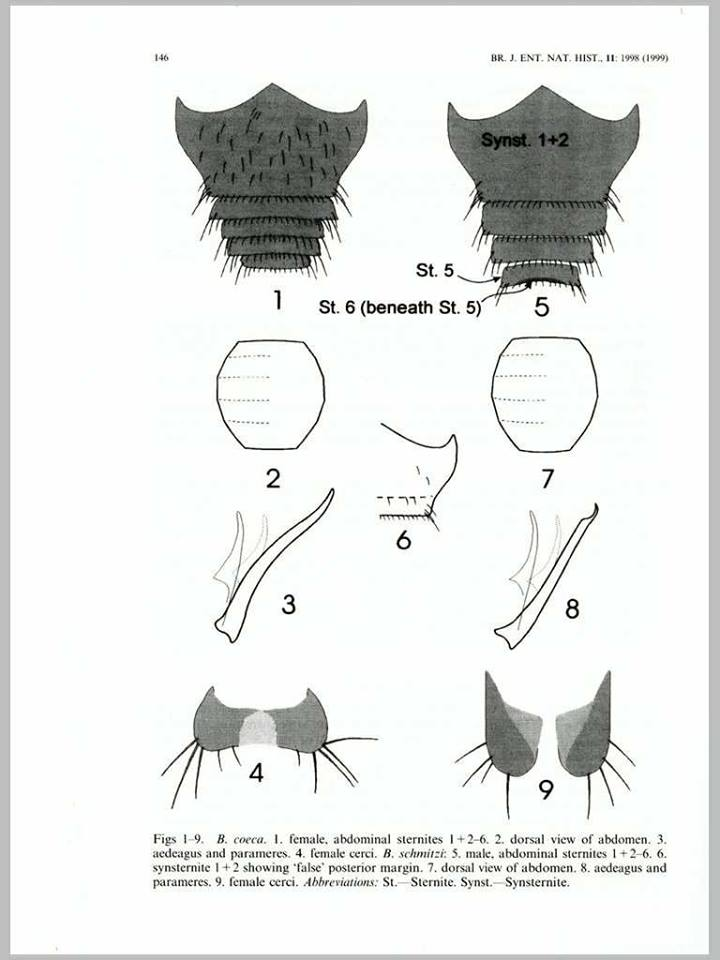 146
BR. J. ENT. NAT. HIST., 11: 1998 (1999)
Synst. 1+2
St. 5
1
St. 6 (beneath St. 5)
5
2
7
6
3
8
4
9
Figs 1–9. B. coeca. 1. female, abdominal sternites 1+2–6. 2. dorsal view of abdomen. 3.
aedeagus and parameres. 4. female cerci. B. schmitzi: 5. male, abdominal sternites 1+2–6. 6.
synsternite 1+2 showing ‘false’ posterior margin. 7. dorsal view of abdomen. 8. aedeagus and
parameres. 9. female cerci. Abbreviations: St.—Sternite. Synst.—Synsternite.